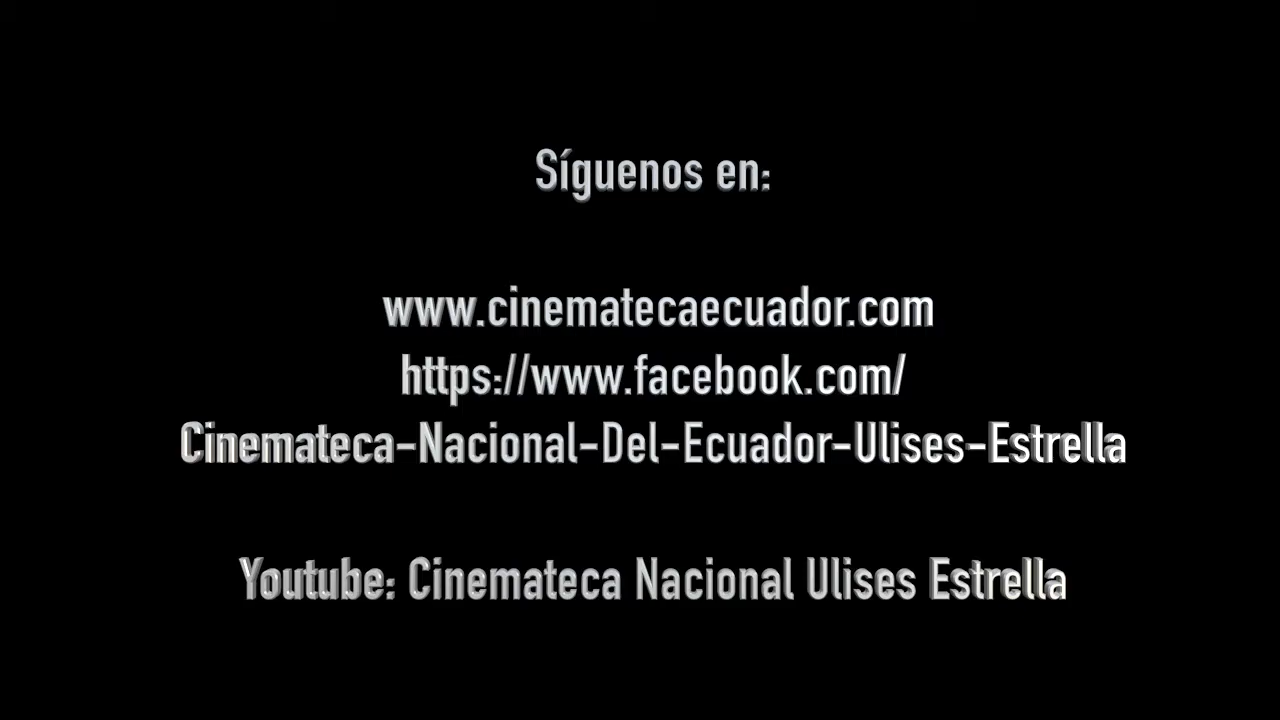 Síguenos en:
www.cinematecaecuador.com
https://www.facebook.com/
Cinemateca-Nacional-Del-Ecuador-Ulises-Estrella
Youtube: Cinemateca Nacional Ulises Estrella